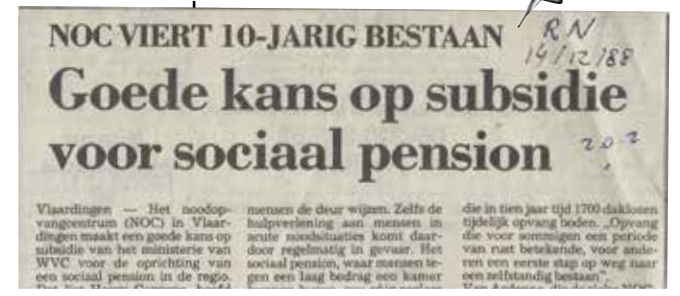 NOC VIERT 10-JARIG BESTAAN
RN
14/12/88
Goede kans op subsidie
voor sociaal pension
202
Vlaardingen — Het noodop-
vangcentrum (NOC) in Vlaar-
dingen maakt een goede kans op
subsidie van het ministerie van
WVC voor de oprichting van
een sociaal pension in de regio.
mensen de deur wijzen. Zelfs de
hulpverlening aan mensen in
acute noodsituaties komt daar-
door regelmatig in gevaar. Het
sociaal pension, waar mensen te-
gen een laag bedrag een kamer
die in tien jaar tijd 1700 daklozen
tijdelijk opvang boden. „Opvang
die voor sommigen een periode
van rust betekende, voor ande-
ren een eerste stap op weg naar
een zelfstandig bestaan”.